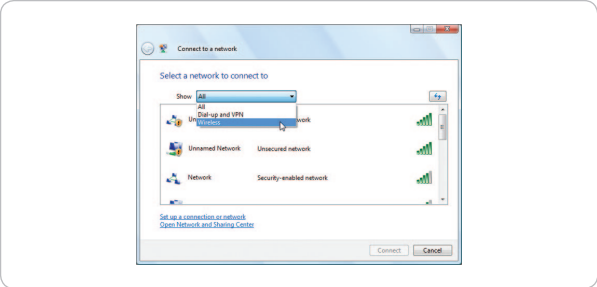 Connect to a network
Select a network to connect to
Show All
All
Dial-up and VPN
Wireless
Un work
Unnamed Network Unsecured network
Network Security-enabled network
Set up a connection or network
Open Network and Sharing Center
Connect Cancel